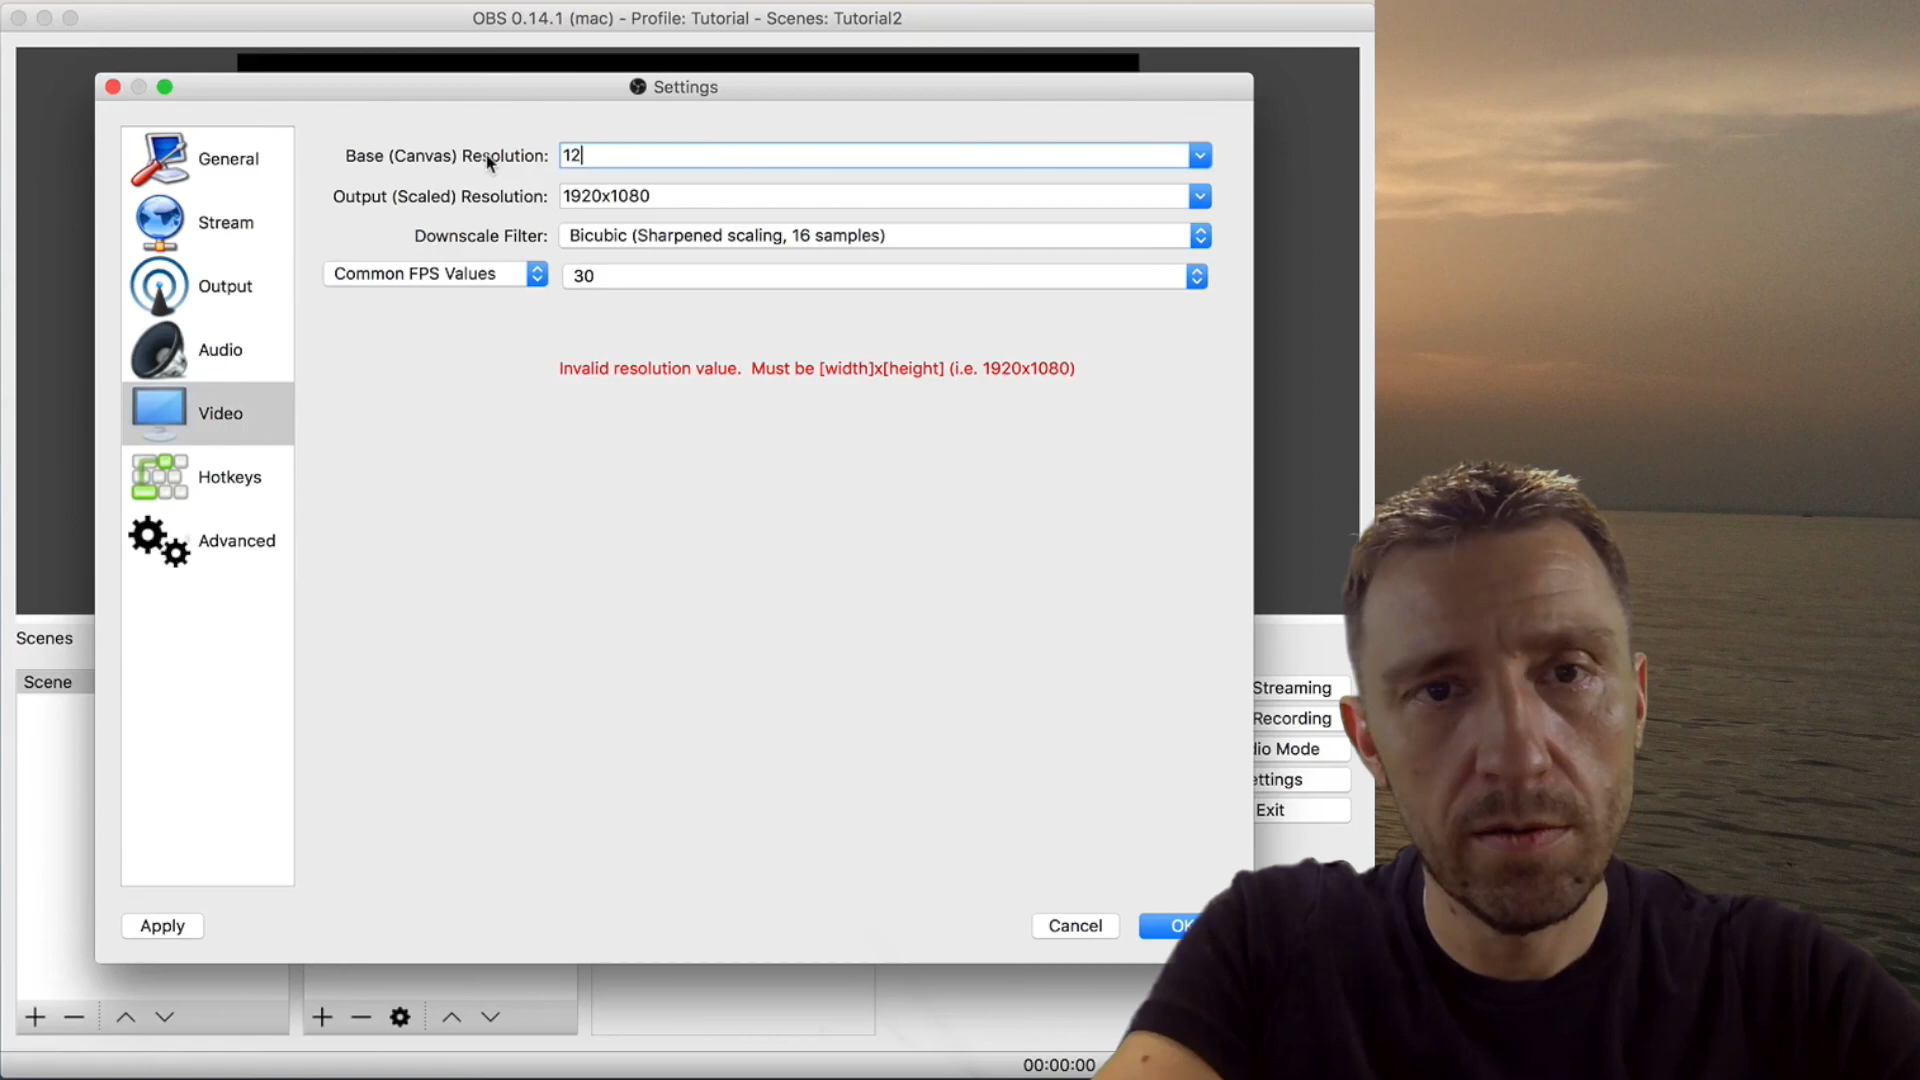 OBS 0.14.1 (mac) - Profile: Tutorial - Scenes: Tutorial2
Settings
General
Stream
Output
Audio
Video
Hotkeys
Advanced
Base (Canvas) Resolution: 12
Output (Scaled) Resolution: 1920x1080
Downscale Filter: Bicubic (Sharpened scaling, 16 samples)
Common FPS Values 30
Invalid resolution value. Must be [width]x[height] (i.e. 1920x1080)
Apply
Cancel
OK
Scenes
Scene
Streaming
Recording
dio Mode
ettings
Exit
00:00:00